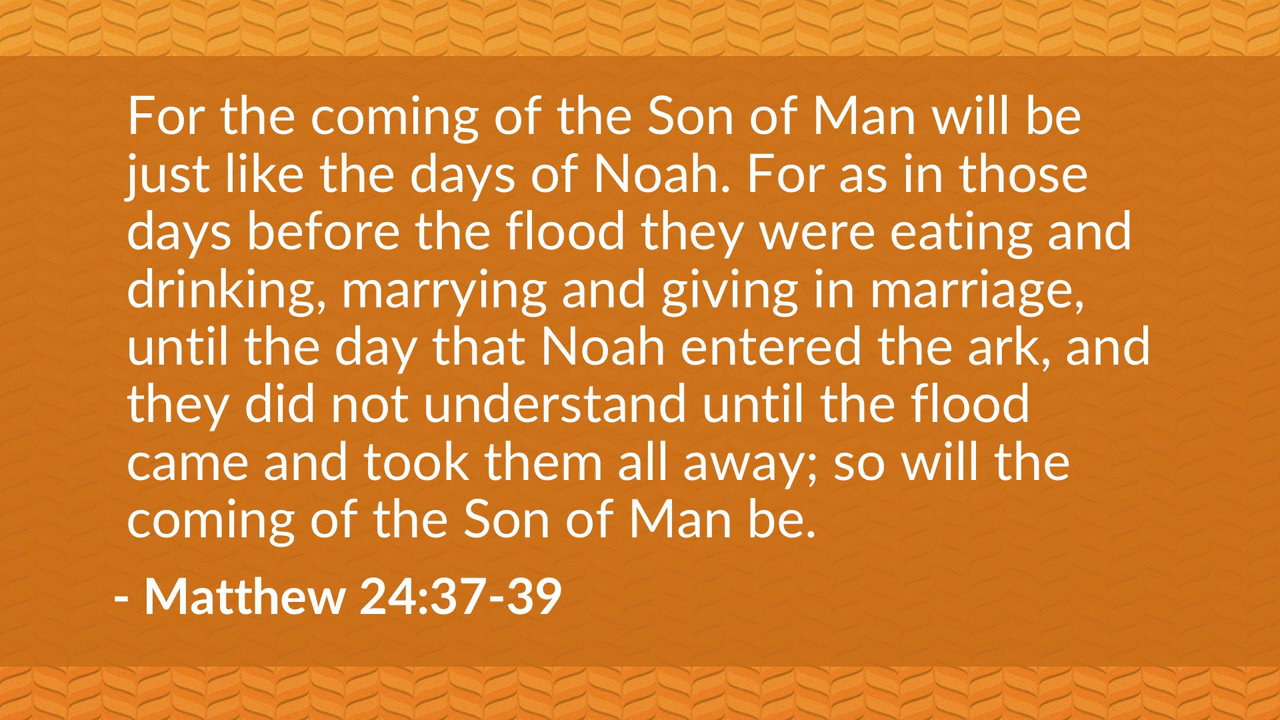 For the coming of the Son of Man will be
just like the days of Noah. For as in those
days before the flood they were eating and
drinking, marrying and giving in marriage,
until the day that Noah entered the ark, and
they did not understand until the flood
came and took them all away; so will the
coming of the Son of Man be.
- Matthew 24:37-39